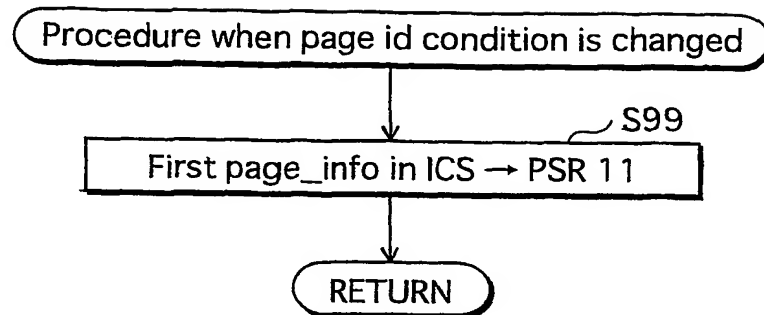 Procedure when page id condition is changed
S99
First page_info in ICS → PSR 11
RETURN